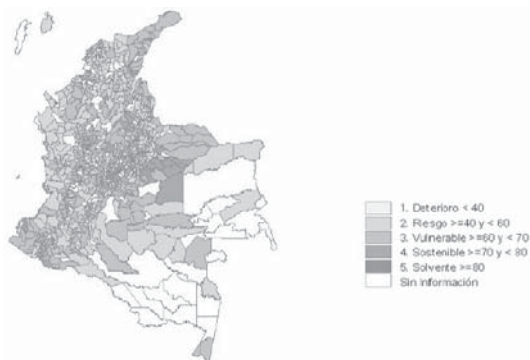 1. Deterioro < 40
2. Riesgo >=40 y < 60
3. Vulnerable >=60 y < 70
4. Sostenible >=70 y < 80
5. Solvente >=80
Sin Información